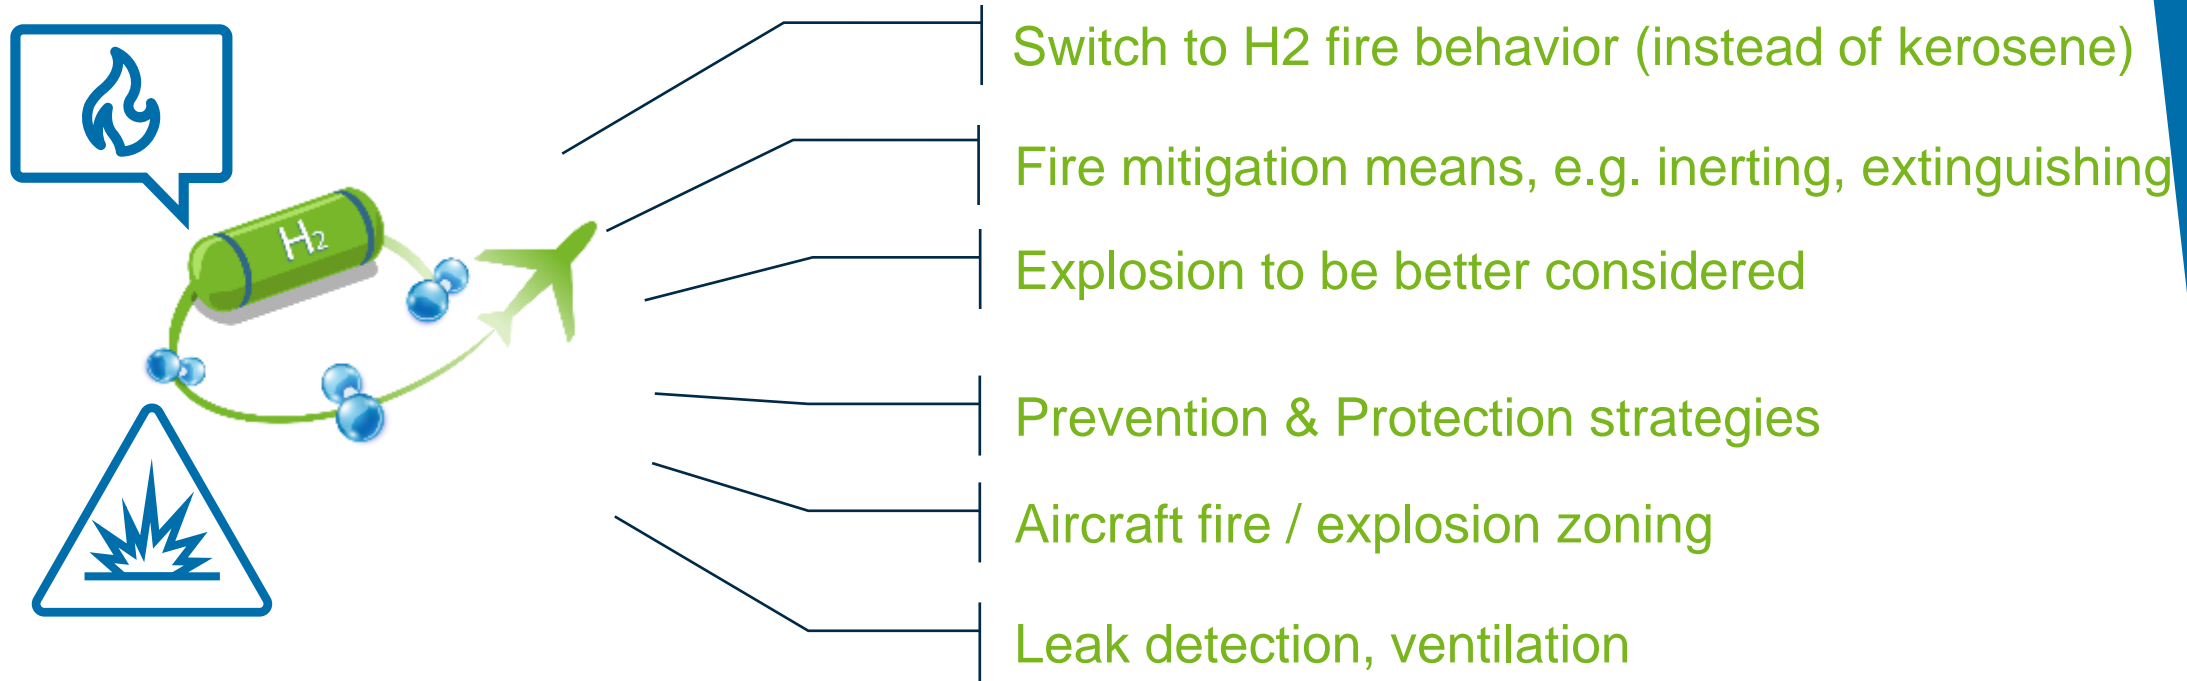 Switch to H2 fire behavior (instead of kerosene)
Fire mitigation means, e.g. inerting, extinguishing
H2
Explosion to be better considered
Prevention & Protection strategies
Aircraft fire / explosion zoning
Leak detection, ventilation